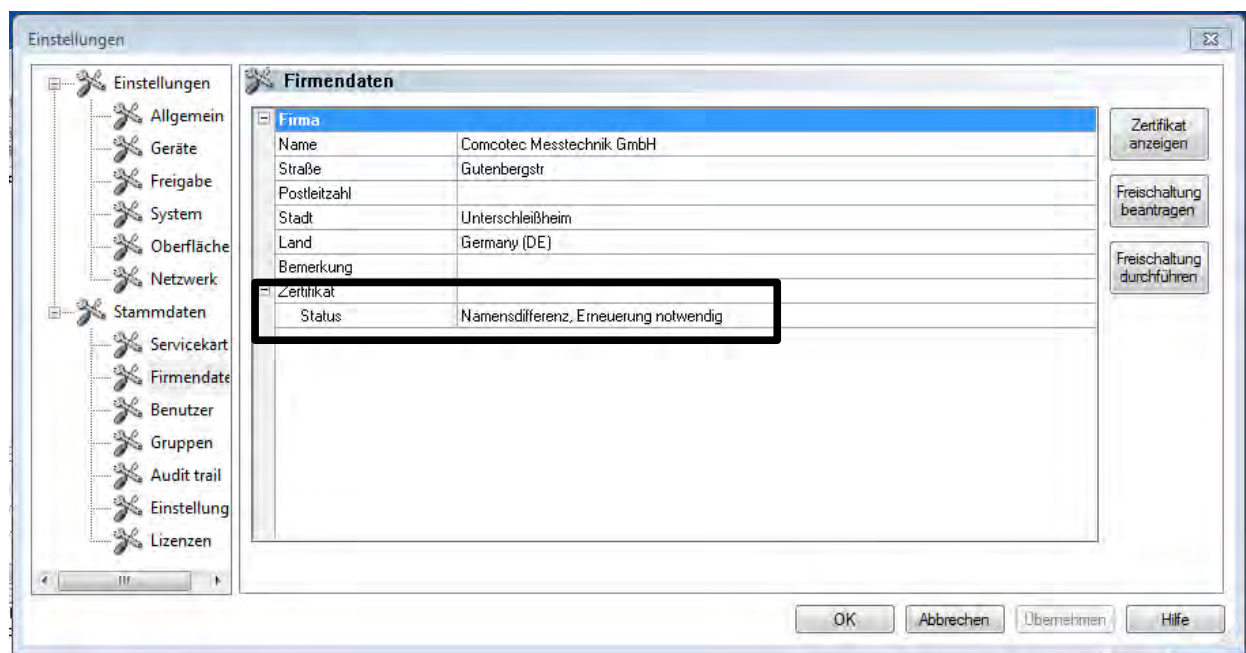 Einstellungen
Einstellungen
Allgemein
Geräte
Freigabe
System
Oberfläche
Netzwerk
Stammdaten
Servicekart
Firmendate
Benutzer
Gruppen
Audit trail
Einstellung
Lizenzen
Firmendaten
Firma
Name Comcotec Messtechnik GmbH
Straße Gutenbergstr
Postleitzahl
Stadt Unterschleißheim
Land Germany (DE)
Bemerkung
Zertifikat
Status Namensdifferenz, Erneuerung notwendig
Zertifikat
anzeigen
Freischaltung
beantragen
Freischaltung
durchführen
OK Abbrechen Übernehmen Hilfe